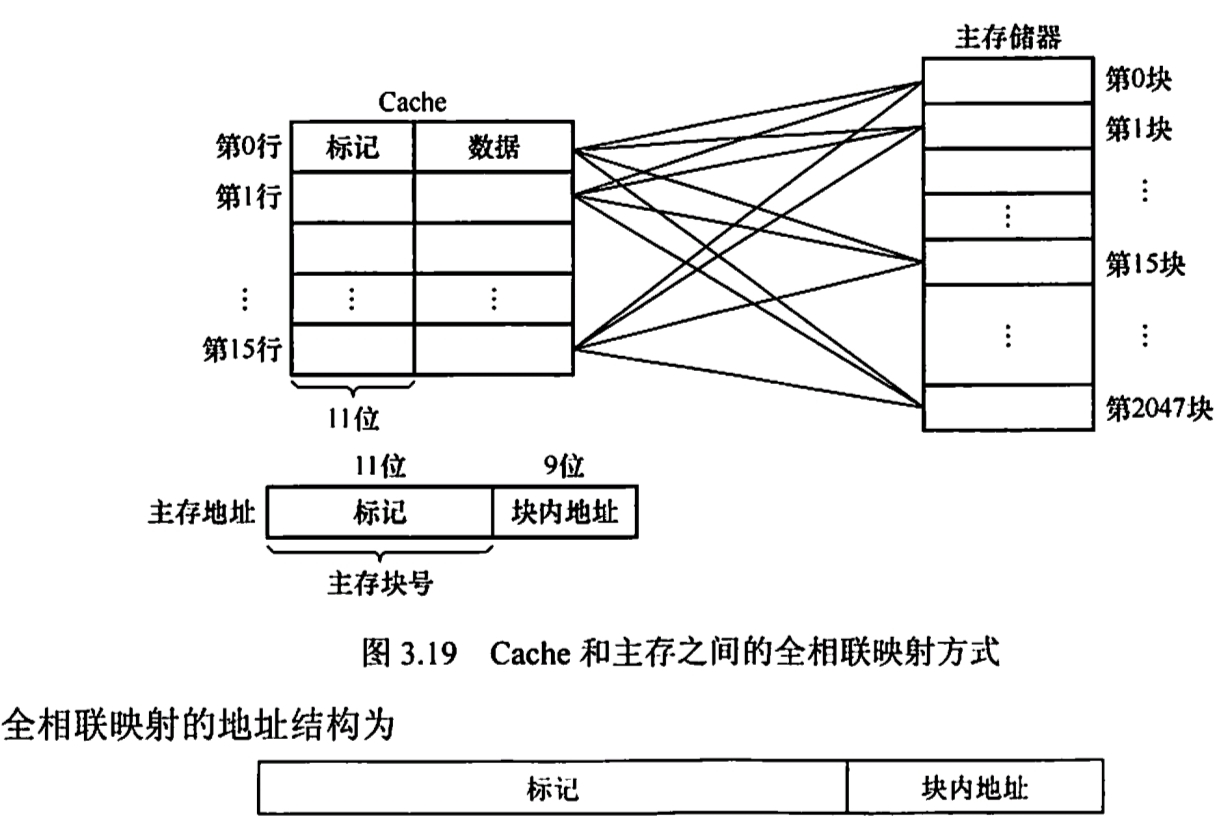 主存储器
第0块
Cache
第1块
第0行 标记 数据
第1行
⋮
⋮
第15块
⋮ ⋮ ⋮
⋮ ⋮
第15行
第2047块
11位
11位 9位
主存地址 标记 块内地址
主存块号
图 3.19 Cache 和主存之间的全相联映射方式
全相联映射的地址结构为
标记 块内地址